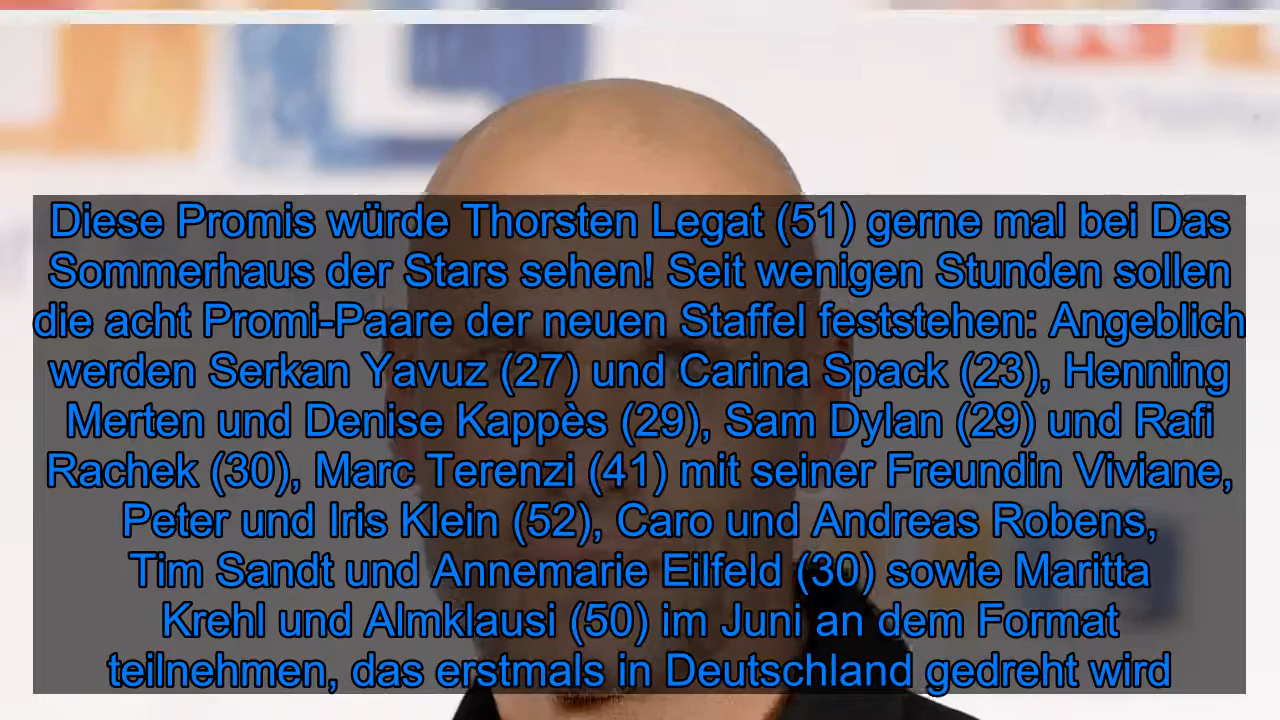 Diese Promis würde Thorsten Legat (51) gerne mal bei Das
Sommerhaus der Stars sehen! Seit wenigen Stunden sollen
die acht Promi-Paare der neuen Staffel feststehen: Angeblich
werden Serkan Yavuz (27) und Carina Spack (23), Henning
Merten und Denise Kappès (29), Sam Dylan (29) und Rafi
Rachek (30), Marc Terenzi (41) mit seiner Freundin Viviane,
Peter und Iris Klein (52), Caro und Andreas Robens,
Tim Sandt und Annemarie Eilfeld (30) sowie Maritta
Krehl und Almklausi (50) im Juni an dem Format
teilnehmen, das erstmals in Deutschland gedreht wird